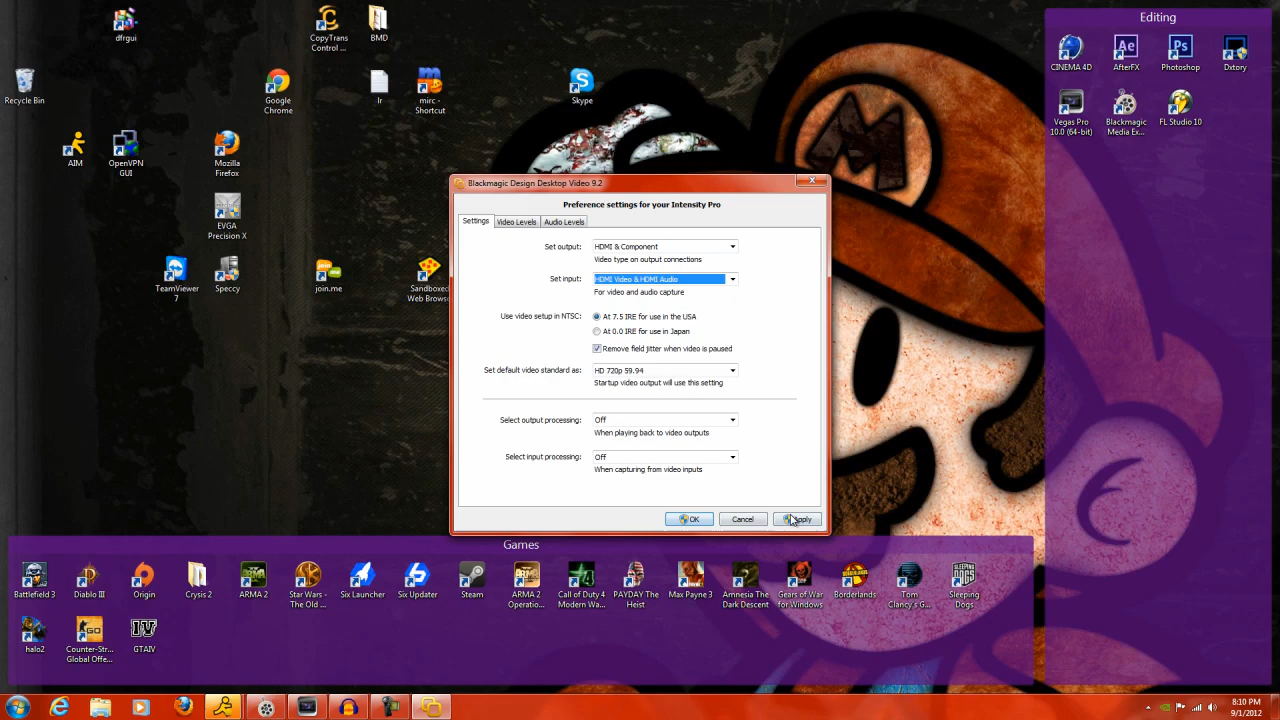 dfrgui
CopyTrans
Control ...
BMD
Recycle Bin
Google
Chrome
lr
mirc -
Shortcut
Skype
AIM
OpenVPN
GUI
Mozilla
Firefox
EVGA
Precision X
TeamViewer
7
Speccy
join.me
Sandboxed
Web Brows
Editing
CINEMA 4D
AfterFX
Photoshop
Dxtory
Vegas Pro
10.0 (64-bit)
Blackmagic
Media Ex...
FL Studio 10
Blackmagic Design Desktop Video 9.2
Preference settings for your Intensity Pro
Settings
Video Levels
Audio Levels
Set output:
HDMI & Component
Video type on output connections
Set input:
HDMI Video & HDMI Audio
For video and audio capture
Use video setup in NTSC:
At 7.5 IRE for use in the USA
At 0.0 IRE for use in Japan
Remove field jitter when video is paused
Set default video standard as:
HD 720p 59.94
Startup video output will use this setting
Select output processing:
Off
When playing back to video outputs
Select input processing:
Off
When capturing from video inputs
OK
Cancel
Apply
Games
Battlefield 3
Diablo III
Origin
Crysis 2
ARMA 2
Star Wars -
The Old ...
Six Launcher
Six Updater
Steam
ARMA 2
Operatio...
Call of Duty 4
Modern Wa...
PAYDAY The
Heist
Max Payne 3
Amnesia The
Dark Descent
Gears of War
for Windows
Borderlands
Tom
Clancy's G...
Sleeping
Dogs
halo2
Counter-Str...
Global Offe...
GTAIV
8:10 PM
9/1/2012